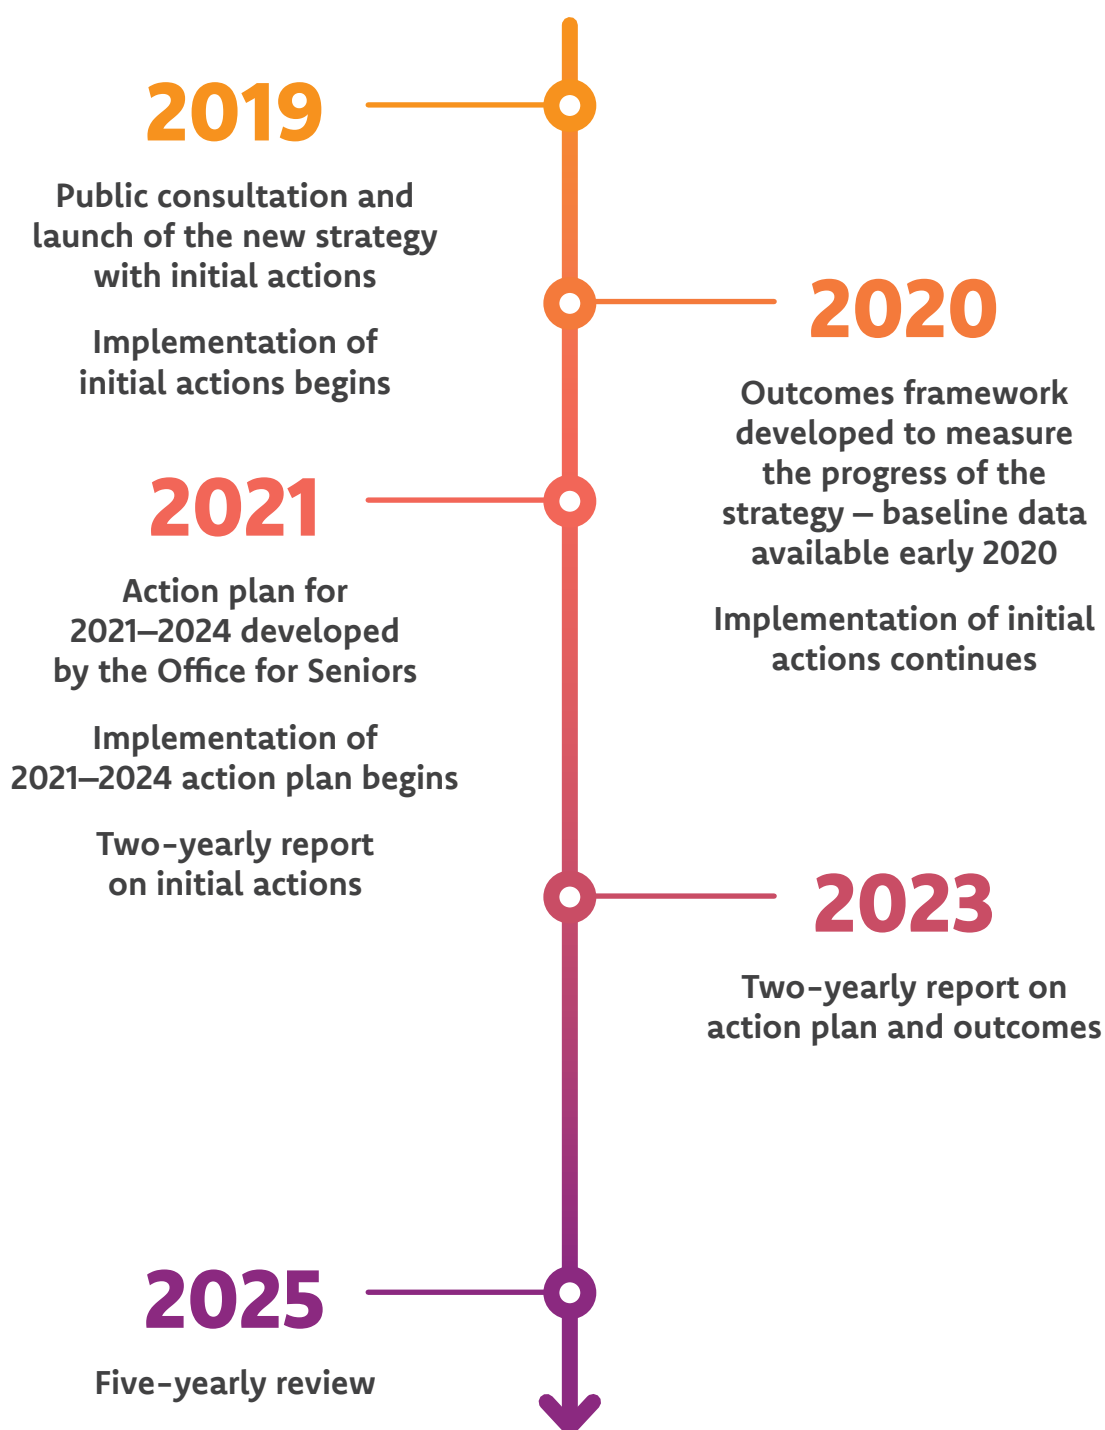 2019
Public consultation and
launch of the new strategy
with initial actions
Implementation of
initial actions begins
2020
Outcomes framework
developed to measure
the progress of the
strategy – baseline data
available early 2020
Implementation of initial
actions continues
2021
Action plan for
2021–2024 developed
by the Office for Seniors
Implementation of
2021–2024 action plan begins
Two-yearly report
on initial actions
2023
Two-yearly report on
action plan and outcomes
2025
Five-yearly review